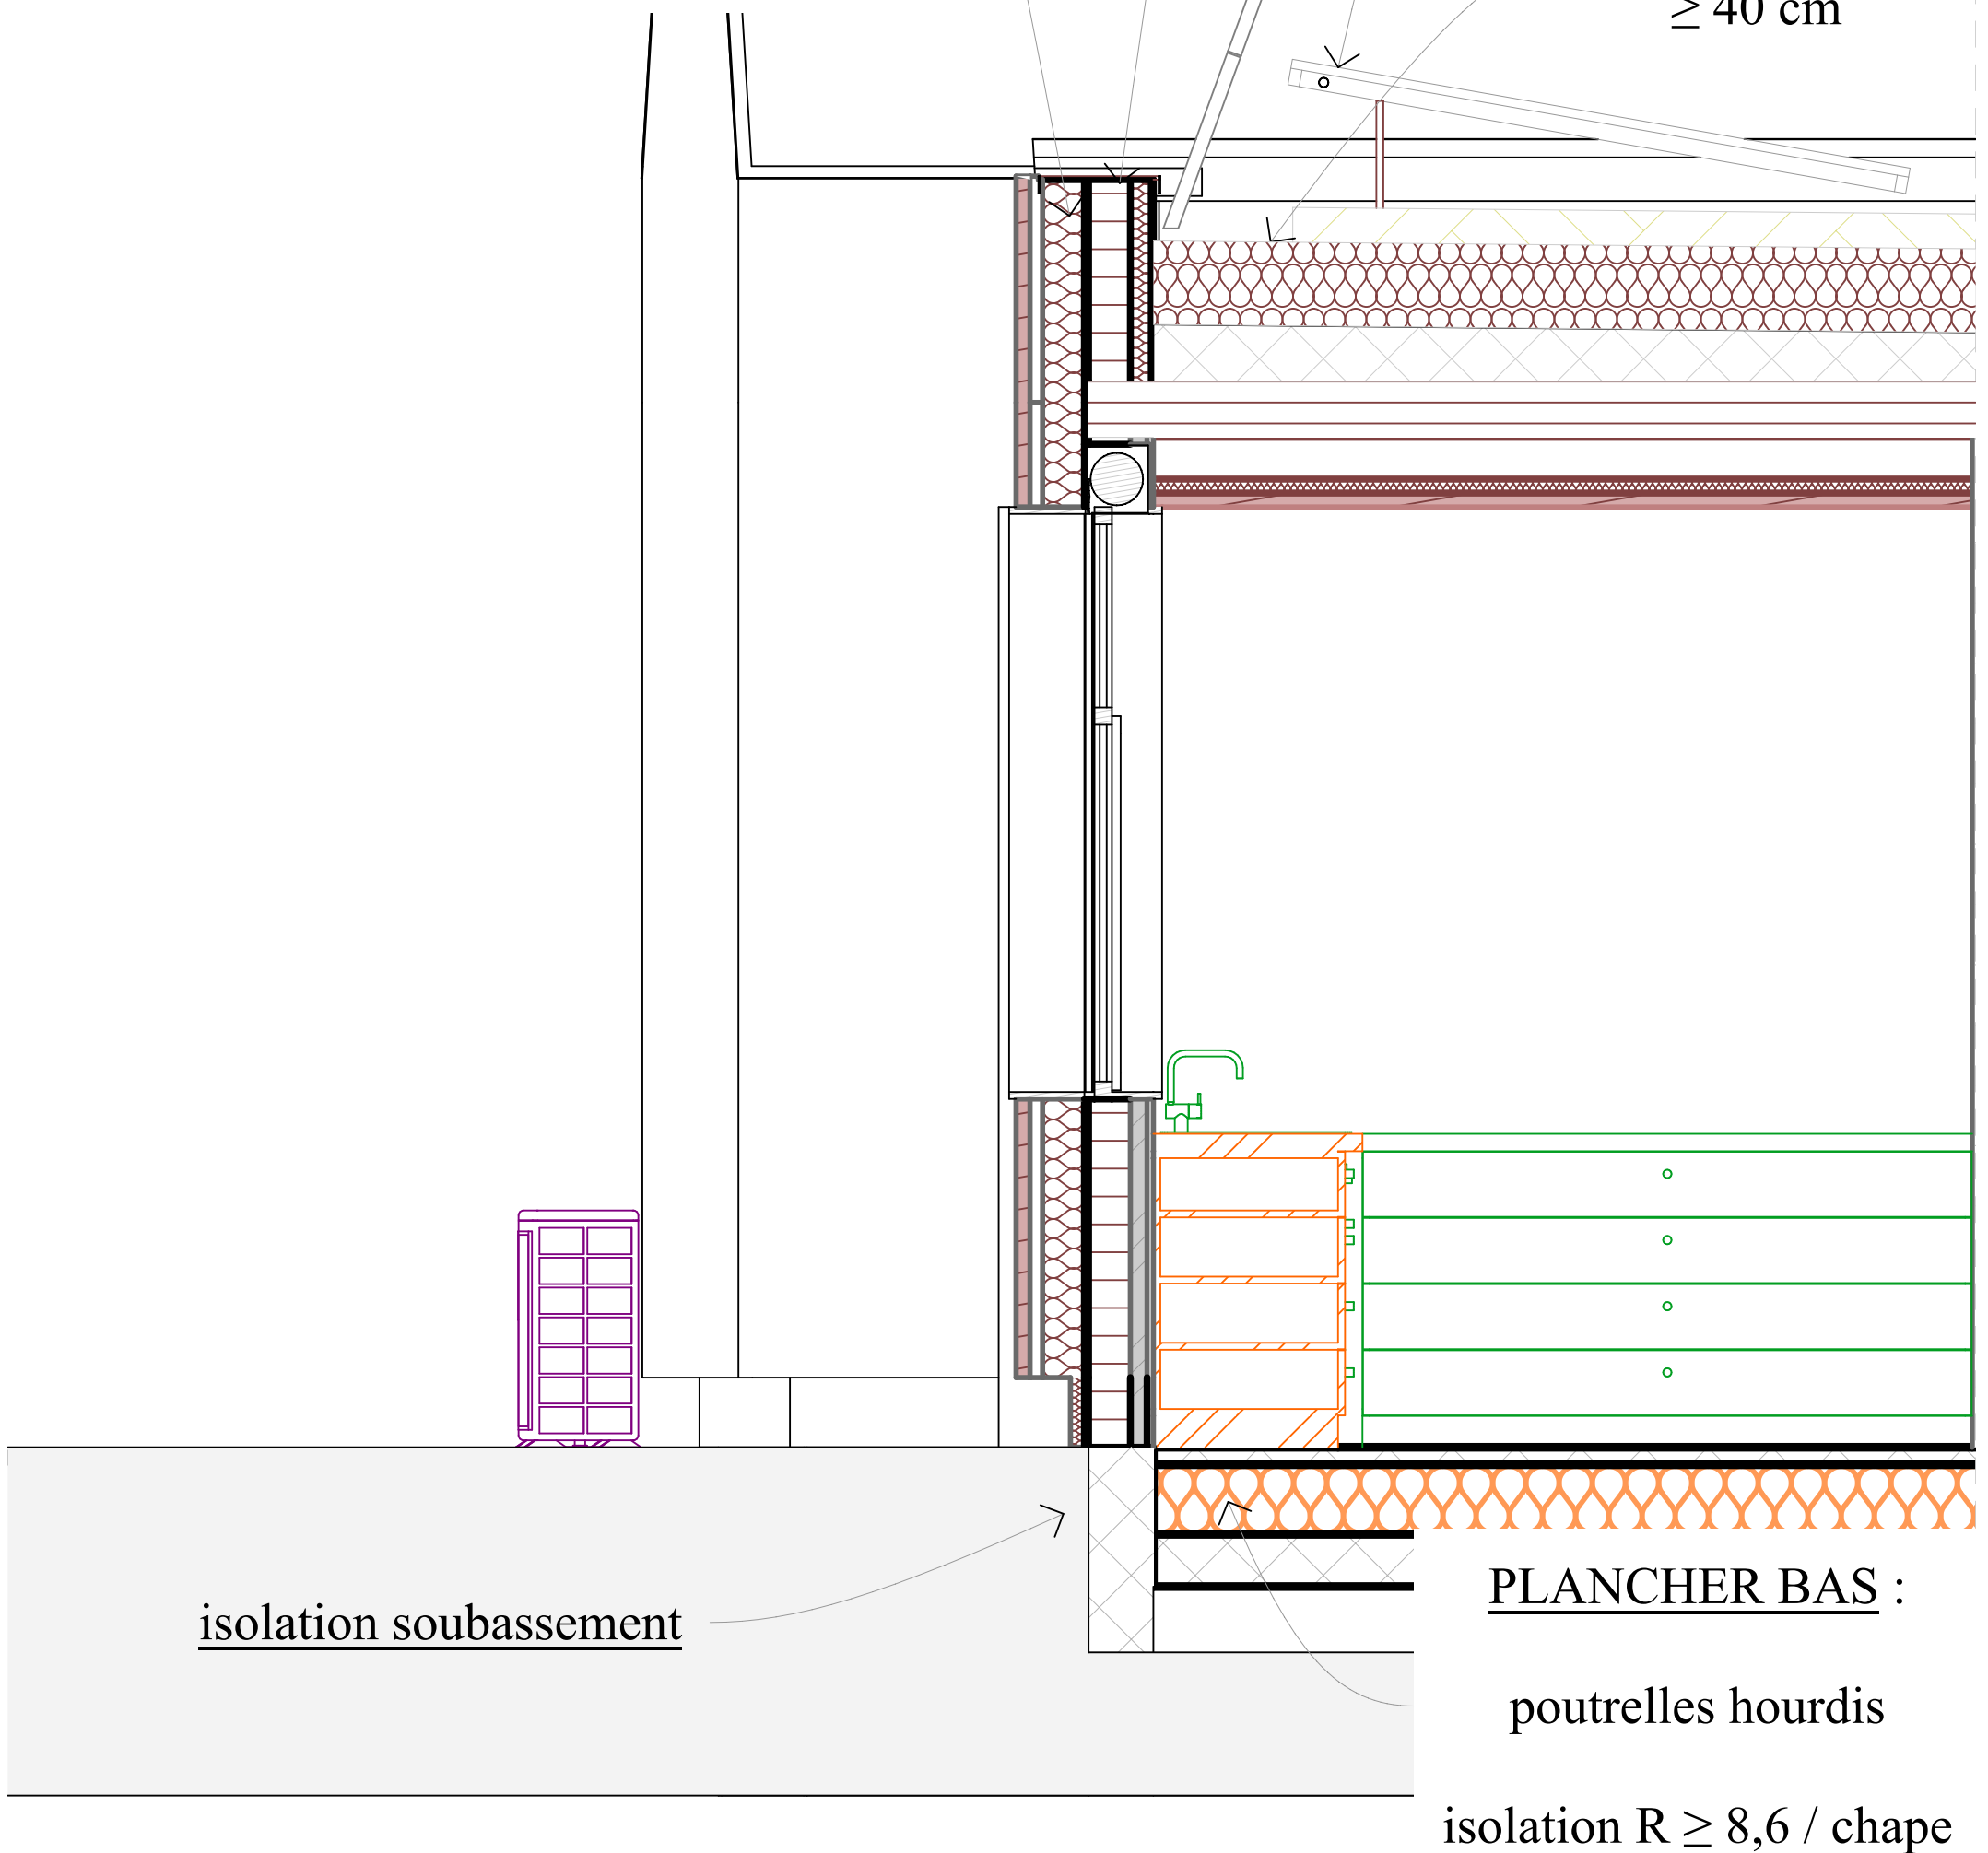 ≥ 40 cm
isolation soubassement
PLANCHER BAS :
poutrelles hourdis
isolation R ≥ 8,6 / chape